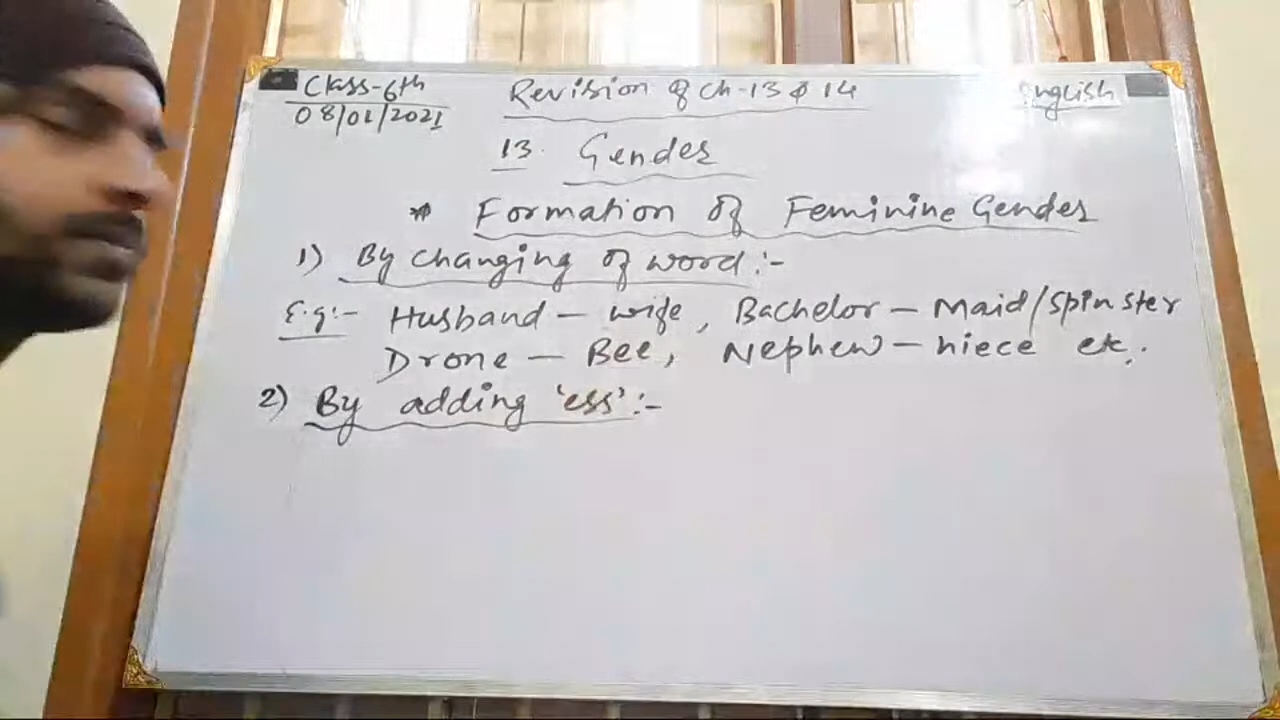 Class-6th Revision of Ch-13 & 14 English
08/01/2021
13. Gender
* Formation of Feminine Gender
1) By changing of word:-
E.g:- Husband - wife, Bachelor - Maid/Spinster
Drone - Bee, Nephew - niece etc.
2) By adding 'ess':-